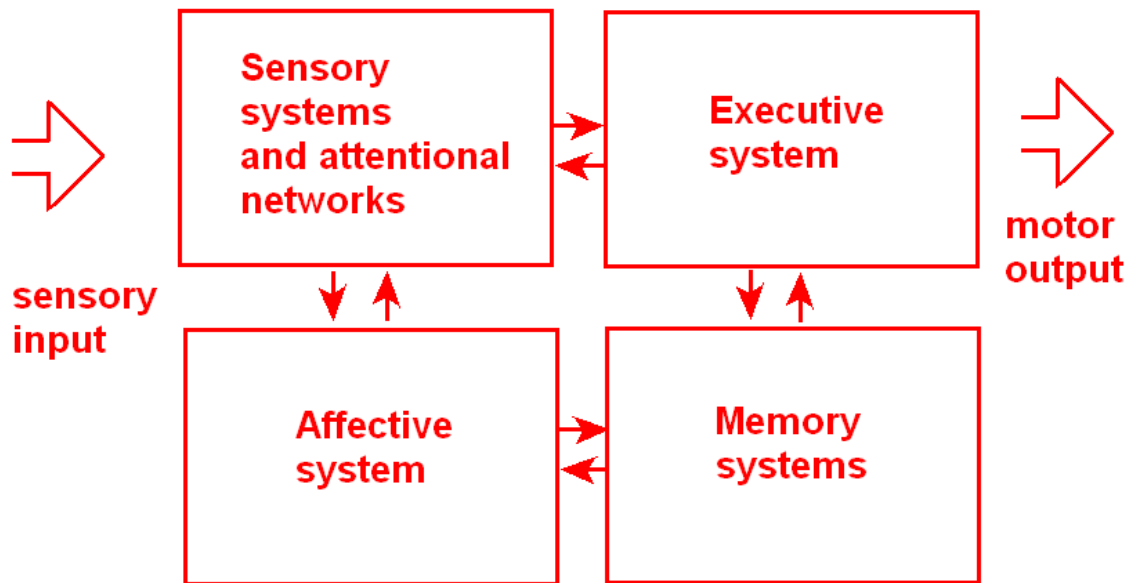 Sensory
systems
and attentional
networks
Executive
system
motor
output
sensory
input
Affective
system
Memory
systems